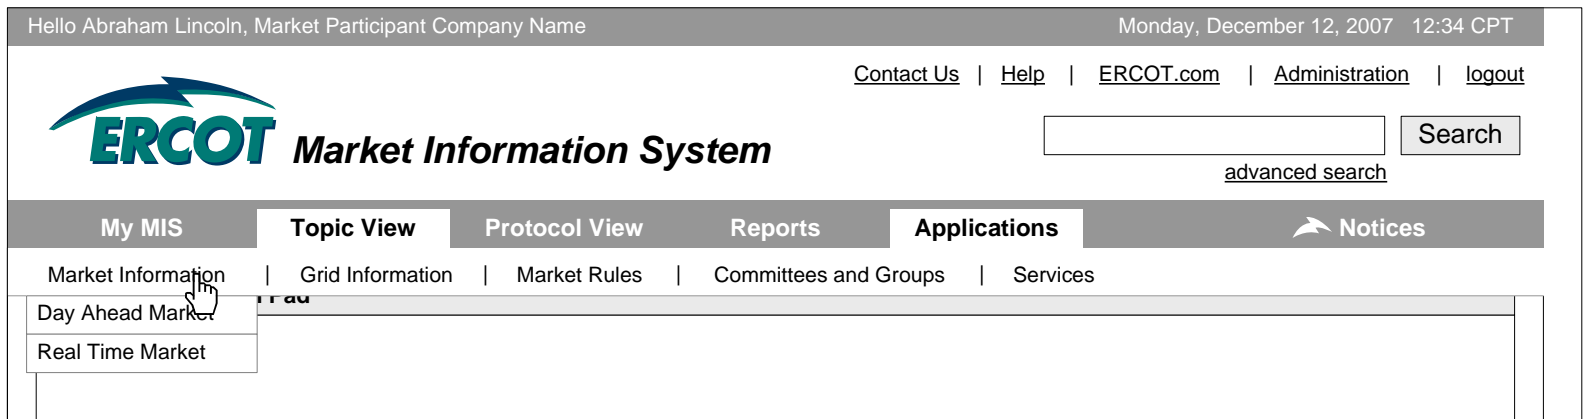 Hello Abraham Lincoln, Market Participant Company Name Monday, December 12, 2007 12:34 CPT
Contact Us | Help | ERCOT.com | Administration | logout
ERCOT Market Information System
Search
advanced search
My MIS Topic View Protocol View Reports Applications Notices
Market Information | Grid Information | Market Rules | Committees and Groups | Services
Pad
Day Ahead Market
Real Time Market